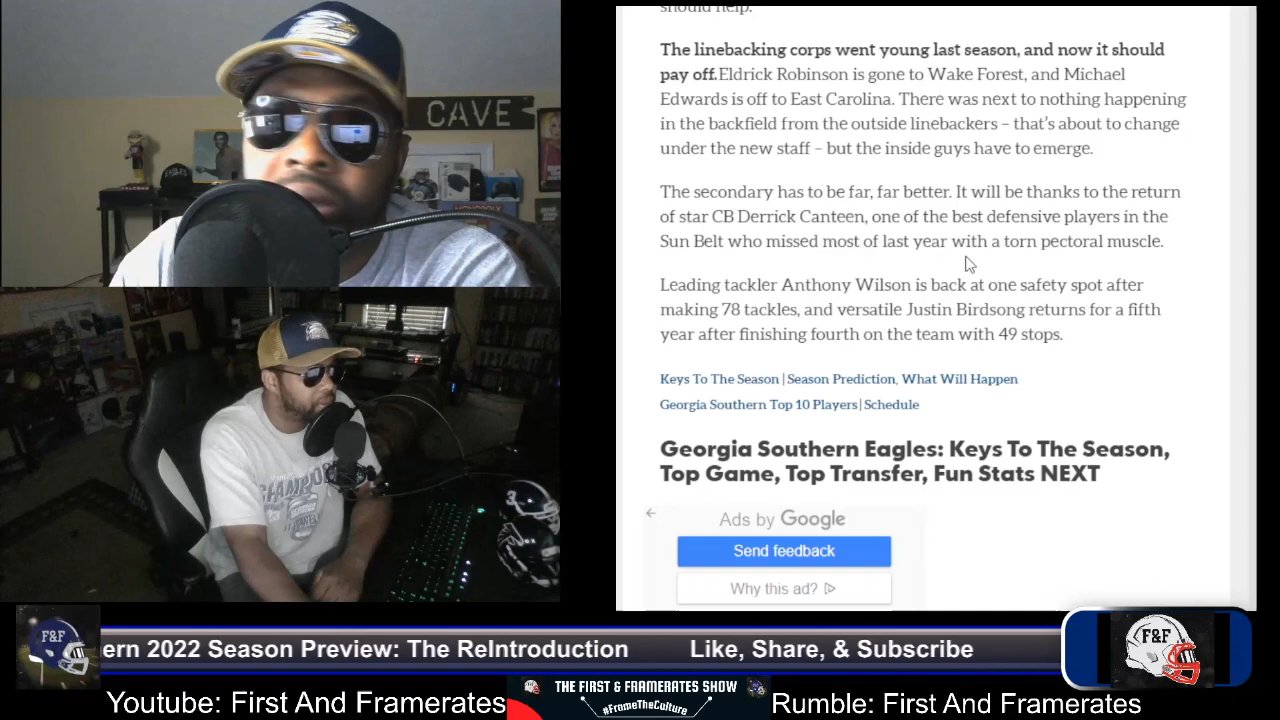 CAVE
should help.
The linebacking corps went young last season, and now it should
pay off.Eldrick Robinson is gone to Wake Forest, and Michael
Edwards is off to East Carolina. There was next to nothing happening
in the backfield from the outside linebackers – that's about to change
under the new staff – but the inside guys have to emerge.
The secondary has to be far, far better. It will be thanks to the return
of star CB Derrick Canteen, one of the best defensive players in the
Sun Belt who missed most of last year with a torn pectoral muscle.
Leading tackler Anthony Wilson is back at one safety spot after
making 78 tackles, and versatile Justin Birdsong returns for a fifth
year after finishing fourth on the team with 49 stops.
Keys To The Season | Season Prediction, What Will Happen
Georgia Southern Top 10 Players | Schedule
Georgia Southern Eagles: Keys To The Season,
Top Game, Top Transfer, Fun Stats NEXT
Ads by Google
Send feedback
Why this ad?
F&F
ern 2022 Season Preview: The ReIntroduction
Like, Share, & Subscribe
F&F
Youtube: First And Framerates
THE FIRST & FRAMERATES SHOW
#FrameTheCulture
Rumble: First And Framerates